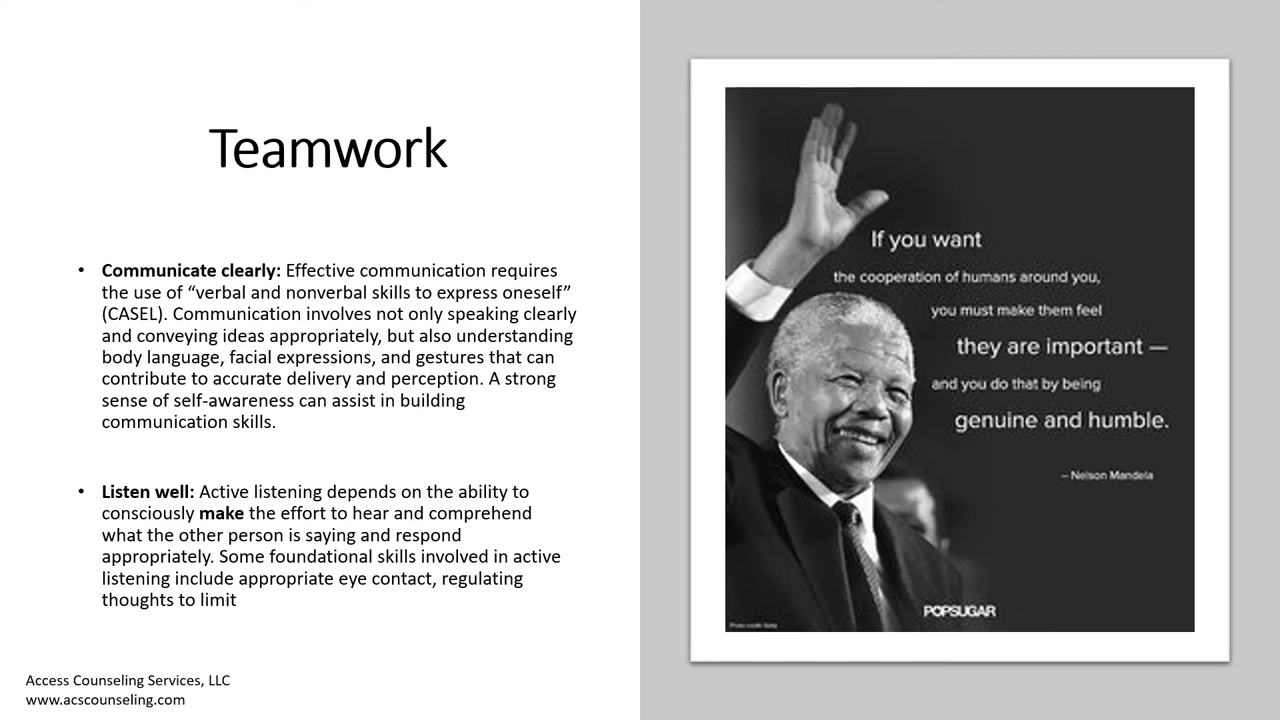 Teamwork
• Communicate clearly: Effective communication requires
the use of “verbal and nonverbal skills to express oneself”
(CASEL). Communication involves not only speaking clearly
and conveying ideas appropriately, but also understanding
body language, facial expressions, and gestures that can
contribute to accurate delivery and perception. A strong
sense of self-awareness can assist in building
communication skills.
• Listen well: Active listening depends on the ability to
consciously make the effort to hear and comprehend
what the other person is saying and respond
appropriately. Some foundational skills involved in active
listening include appropriate eye contact, regulating
thoughts to limit
Access Counseling Services, LLC
www.acscounseling.com
If you want
the cooperation of humans around you,
you must make them feel
they are important —
and you do that by being
genuine and humble.
– Nelson Mandela
POPSUGAR
Photo credit: Getty